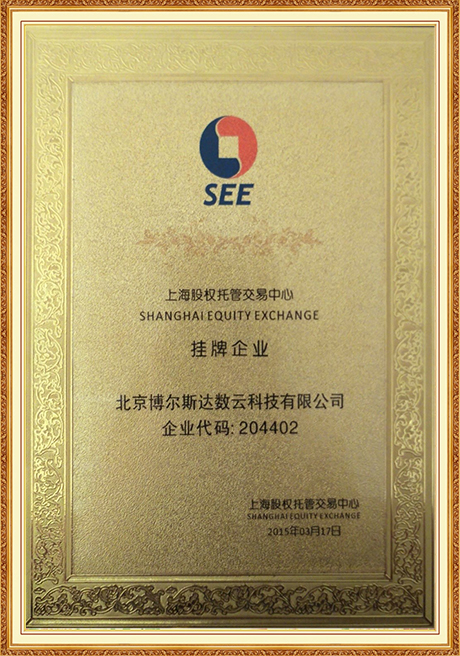 SEE
上海股权托管交易中心
SHANGHAI EQUITY EXCHANGE
挂牌企业
北京博尔斯达数云科技有限公司
企业代码: 204402
上海股权托管交易中心
SHANGHAI EQUITY EXCHANGE
2015年03月17日